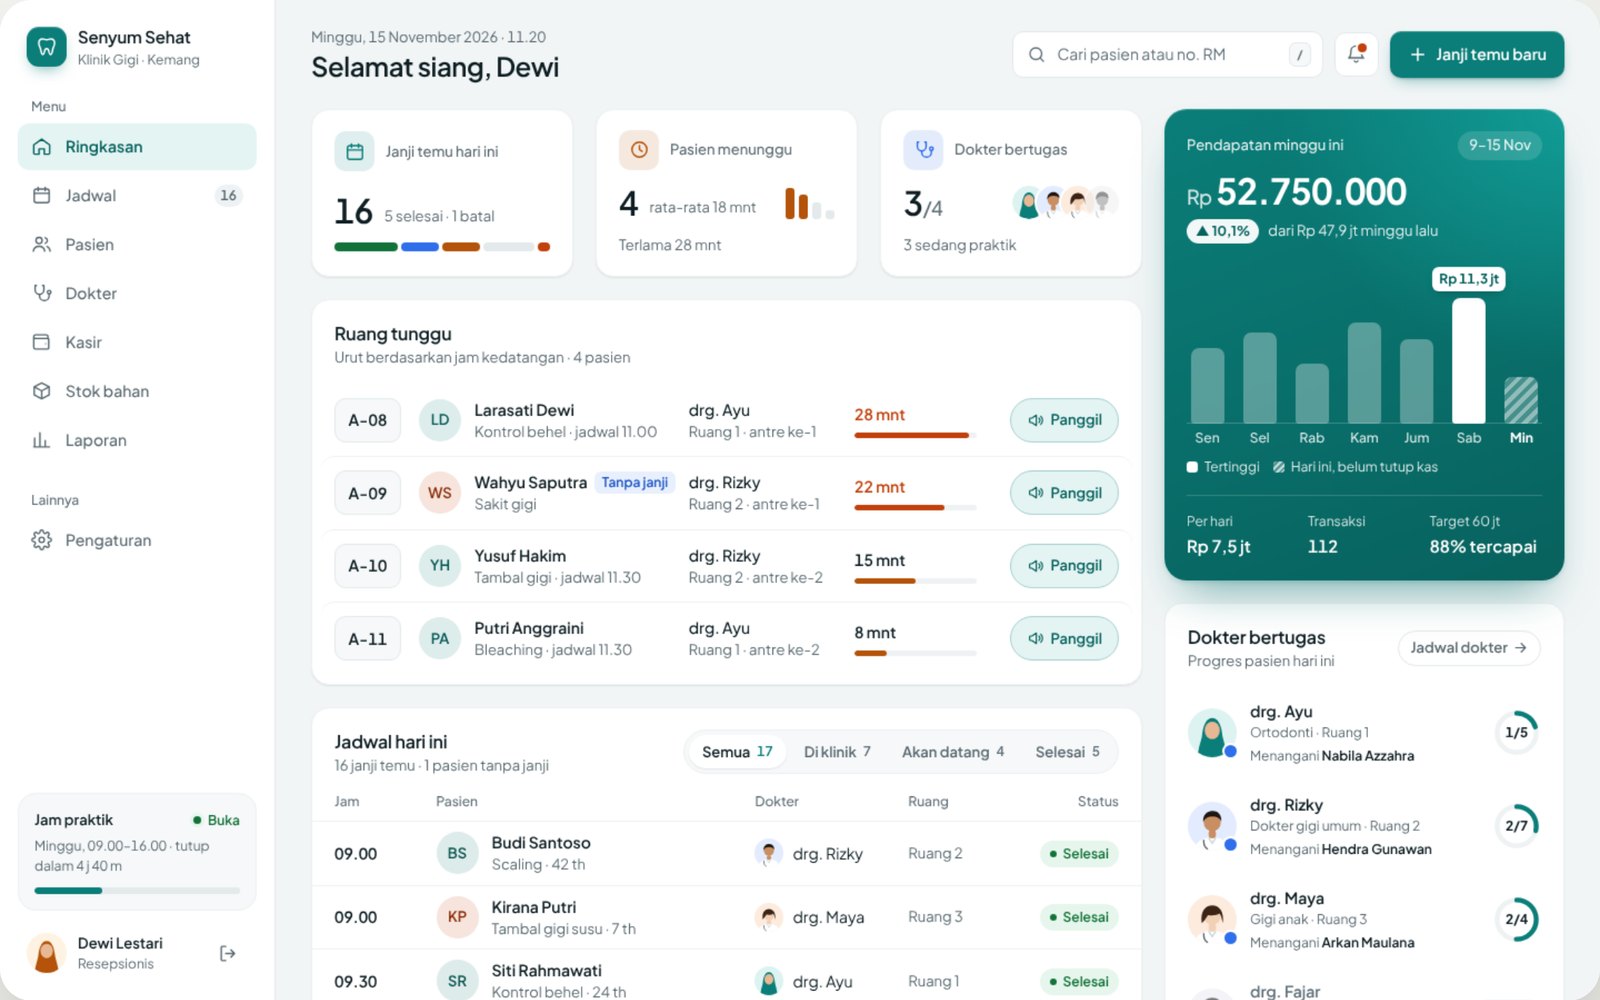 Senyum Sehat
Klinik Gigi · Kemang
Menu
Ringkasan
Jadwal 16
Pasien
Dokter
Kasir
Stok bahan
Laporan
Lainnya
Pengaturan
Jam praktik Buka
Minggu, 09.00–16.00 · tutup
dalam 4 j 40 m
Dewi Lestari
Resepsionis
Minggu, 15 November 2026 · 11.20
Selamat siang, Dewi
Cari pasien atau no. RM /
Janji temu baru
Janji temu hari ini
16 5 selesai · 1 batal
Pasien menunggu
4 rata-rata 18 mnt
Terlama 28 mnt
Dokter bertugas
3/4
3 sedang praktik
Ruang tunggu
Urut berdasarkan jam kedatangan · 4 pasien
A-08 LD Larasati Dewi drg. Ayu 28 mnt Panggil
Kontrol behel · jadwal 11.00 Ruang 1 · antre ke-1
A-09 WS Wahyu Saputra Tanpa janji drg. Rizky 22 mnt Panggil
Sakit gigi Ruang 2 · antre ke-1
A-10 YH Yusuf Hakim drg. Rizky 15 mnt Panggil
Tambal gigi · jadwal 11.30 Ruang 2 · antre ke-2
A-11 PA Putri Anggraini drg. Ayu 8 mnt Panggil
Bleaching · jadwal 11.30 Ruang 1 · antre ke-2
Jadwal hari ini
16 janji temu · 1 pasien tanpa janji
Semua 17 Di klinik 7 Akan datang 4 Selesai 5
Jam Pasien Dokter Ruang Status
09.00 BS Budi Santoso drg. Rizky Ruang 2 Selesai
Scaling · 42 th
09.00 KP Kirana Putri drg. Maya Ruang 3 Selesai
Tambal gigi susu · 7 th
09.30 SR Siti Rahmawati drg. Ayu Ruang 1 Selesai
Kontrol behel · 24 th
Pendapatan minggu ini 9–15 Nov
Rp 52.750.000
10,1% dari Rp 47,9 jt minggu lalu
Rp 11,3 jt
Sen Sel Rab Kam Jum Sab Min
Tertinggi Hari ini, belum tutup kas
Per hari Transaksi Target 60 jt
Rp 7,5 jt 112 88% tercapai
Dokter bertugas
Progres pasien hari ini
Jadwal dokter
drg. Ayu
Ortodonti · Ruang 1
Menangani Nabila Azzahra
1/5
drg. Rizky
Dokter gigi umum · Ruang 2
Menangani Hendra Gunawan
2/7
drg. Maya
Gigi anak · Ruang 3
Menangani Arkan Maulana
2/4
drg. Fajar